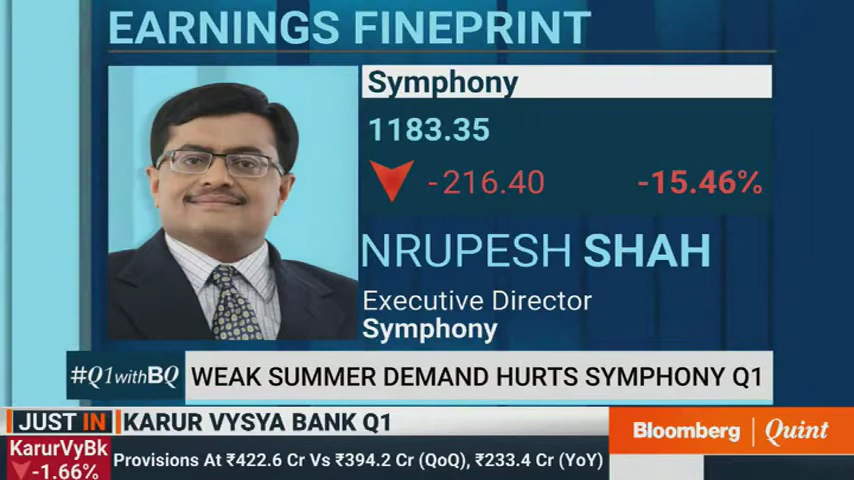 EARNINGS FINEPRINT
Symphony
1183.35
-216.40 -15.46%
NRUPESH SHAH
Executive Director
Symphony
#Q1withBQ WEAK SUMMER DEMAND HURTS SYMPHONY Q1
JUST IN KARUR VYSYA BANK Q1
Bloomberg | Quint
KarurVyBk
-1.66%
Provisions At ₹422.6 Cr Vs ₹394.2 Cr (QoQ), ₹233.4 Cr (YoY)